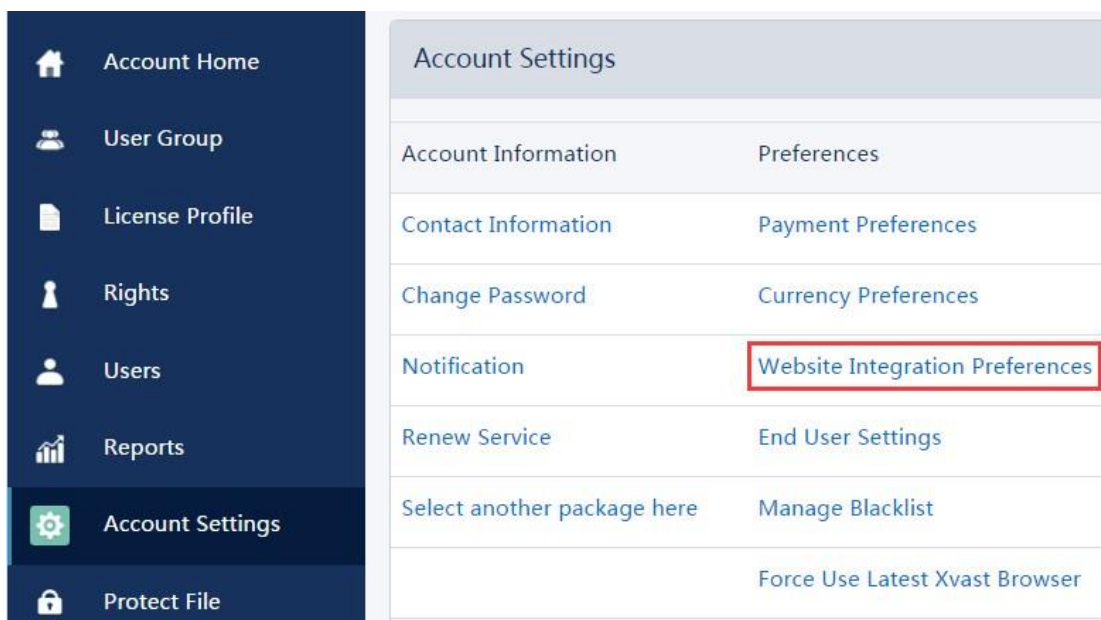 Account Home
User Group
License Profile
Rights
Users
Reports
Account Settings
Protect File
Account Settings
Account Information Preferences
Contact Information Payment Preferences
Change Password Currency Preferences
Notification Website Integration Preferences
Renew Service End User Settings
Select another package here Manage Blacklist
Force Use Latest Xvast Browser